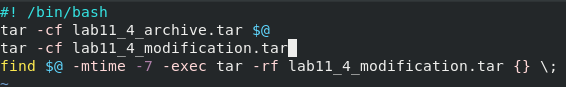 #! /bin/bash
tar -cf lab11_4_archive.tar $@
tar -cf lab11_4_modification.tar
find $@ -mtime -7 -exec tar -rf lab11_4_modification.tar {} \;
~